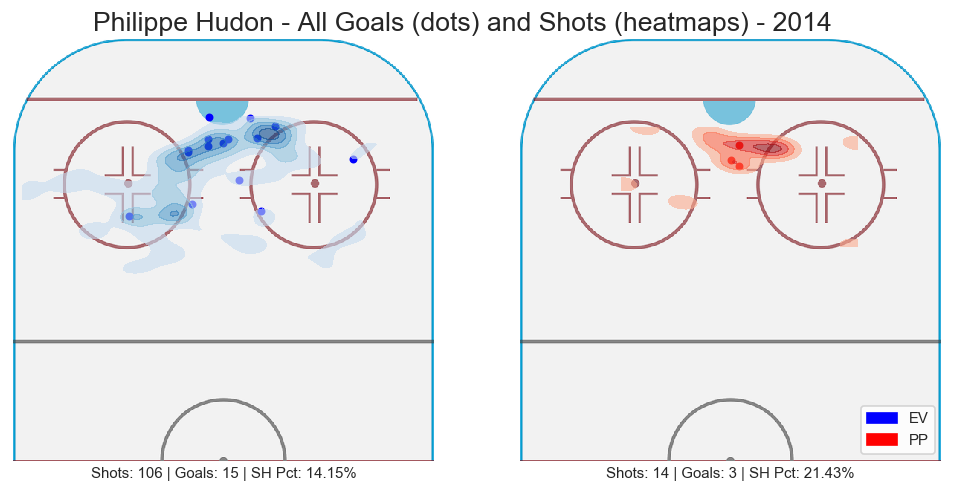 Philippe Hudon - All Goals (dots) and Shots (heatmaps) - 2014
EV
PP
Shots: 106 | Goals: 15 | SH Pct: 14.15%
Shots: 14 | Goals: 3 | SH Pct: 21.43%